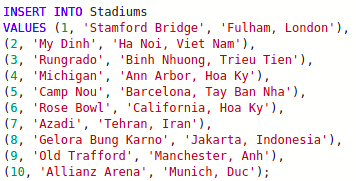 INSERT INTO Stadiums
VALUES (1, 'Stamford Bridge', 'Fulham, London'),
(2, 'My Dinh', 'Ha Noi, Viet Nam'),
(3, 'Rungrado', 'Binh Nhuong, Trieu Tien'),
(4, 'Michigan', 'Ann Arbor, Hoa Ky'),
(5, 'Camp Nou', 'Barcelona, Tay Ban Nha'),
(6, 'Rose Bowl', 'California, Hoa Ky'),
(7, 'Azadi', 'Tehran, Iran'),
(8, 'Gelora Bung Karno', 'Jakarta, Indonesia'),
(9, 'Old Trafford', 'Manchester, Anh'),
(10, 'Allianz Arena', 'Munich, Duc');